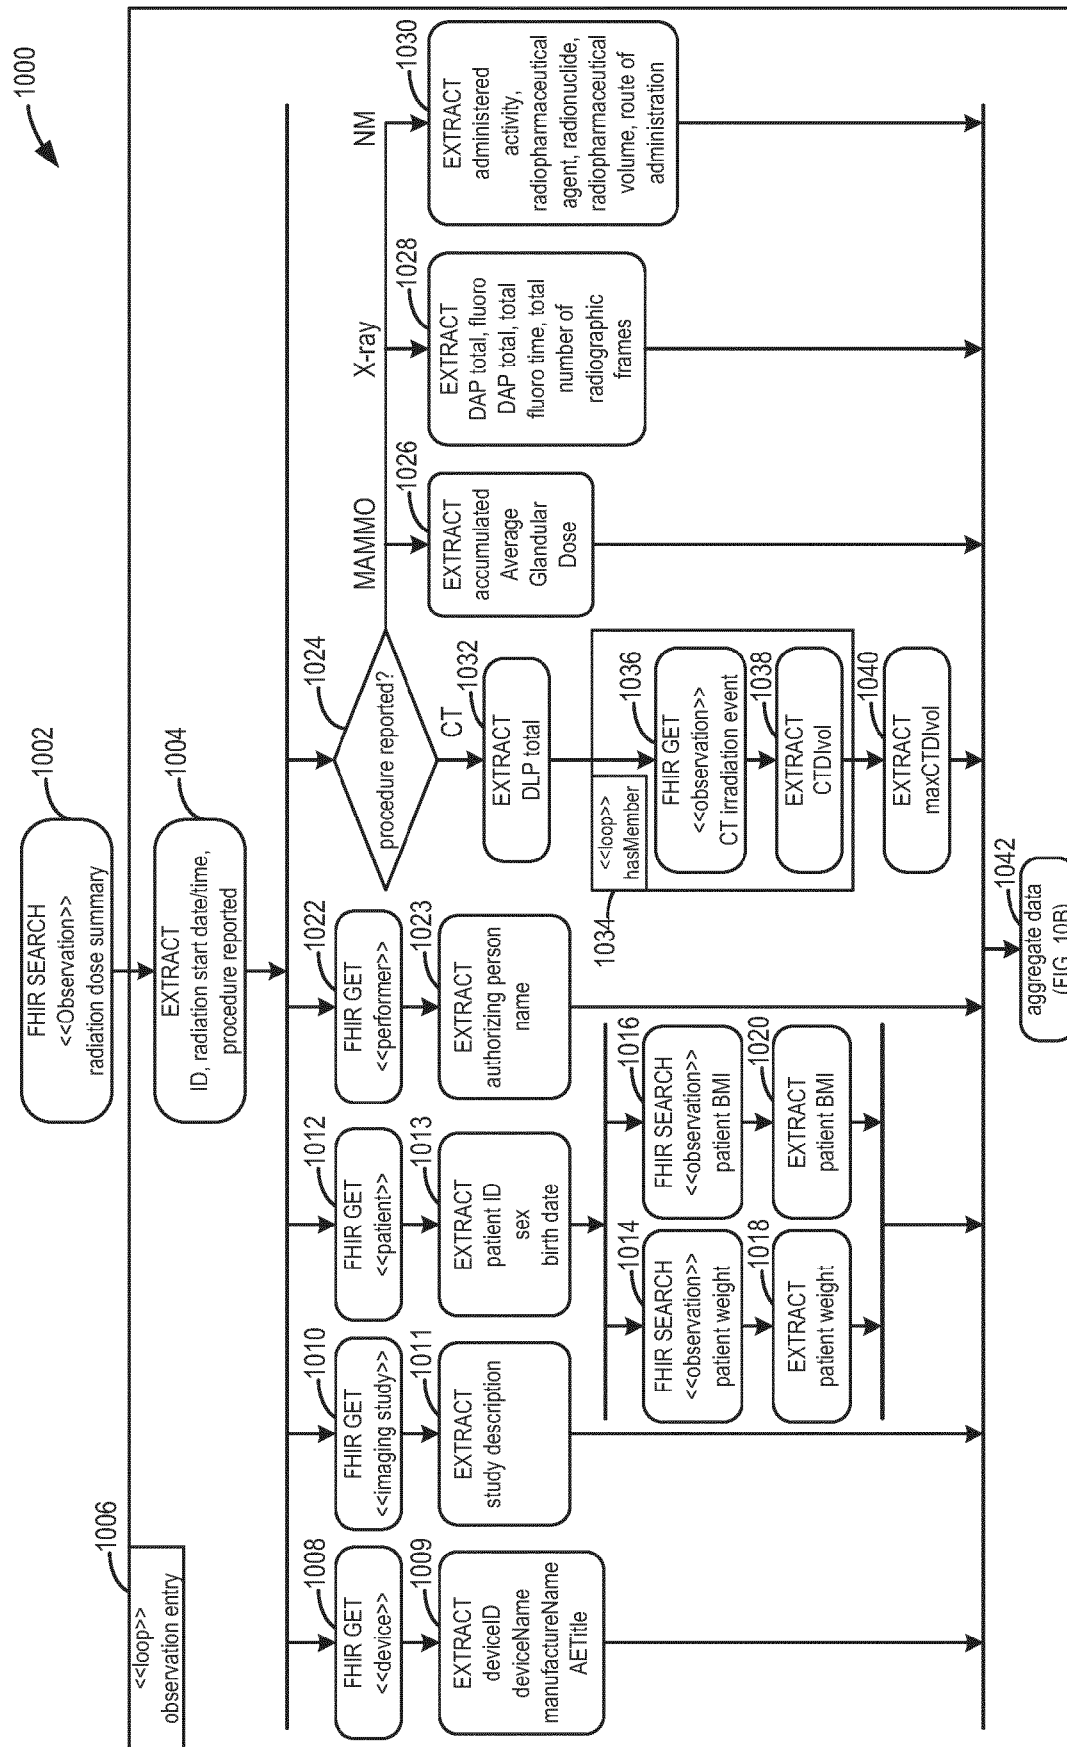 1000
FHIR SEARCH
<<Observation>>
radiation dose summary
1002
<<loop>>
observation entry
1006
EXTRACT
ID, radiation start date/time,
procedure reported
1004
FHIR GET
<<device>>
1008
EXTRACT
deviceID
deviceName
manufactureName
AETitle
1009
FHIR GET
<<imaging study>>
1010
EXTRACT
study description
1011
FHIR GET
<<patient>>
1012
EXTRACT
patient ID
sex
birth date
1013
FHIR SEARCH
<<observation>>
patient weight
1014
EXTRACT
patient weight
1018
FHIR SEARCH
<<observation>>
patient BMI
1016
EXTRACT
patient BMI
1020
FHIR GET
<<performer>>
1022
EXTRACT
authorizing person
name
1023
procedure reported?
1024
CT
EXTRACT
DLP total
1032
<<loop>>
hasMember
1034
FHIR GET
<<observation>>
CT irradiation event
1036
EXTRACT
CTDIvol
1038
EXTRACT
maxCTDIvol
1040
MAMMO
EXTRACT
accumulated
Average
Glandular
Dose
1026
X-ray
EXTRACT
DAP total, fluoro
DAP total, total
fluoro time, total
number of
radiographic
frames
1028
NM
EXTRACT
administered
activity,
radiopharmaceutical
agent, radionuclide,
radiopharmaceutical
volume, route of
administration
1030
aggregate data
(FIG. 10B)
1042